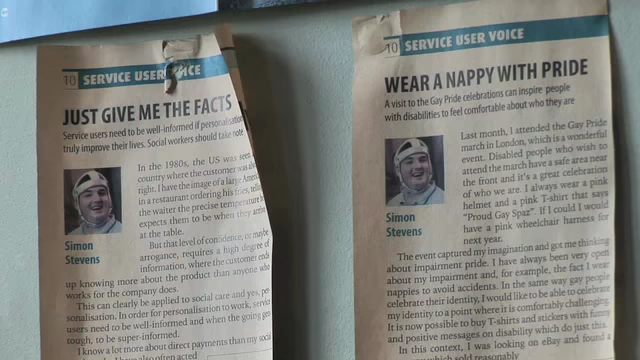 10 SERVICE USER VOICE
JUST GIVE ME THE FACTS
Service users need to be well-informed if personalisation
truly improve their lives. Social workers should take note
In the 1980s, the US was seen
country where the customer was
right. I have the image of a large
in a restaurant ordering his
the waiter the precise temperature
expects them to be when they arrive
at the table.
But that level of confidence, or maybe
arrogance, requires a high degree of
information, where the customer ends
up knowing more about the product than anyone who
works for the company does.
This can clearly be applied to social care and yes, per-
sonalisation. In order for personalisation to work, service
users need to be well-informed and when the going gets
tough, to be super-informed.
I know a lot more about direct payments than my social
also often acted
Simon
Stevens
10 SERVICE USER VOICE
WEAR A NAPPY WITH PRIDE
A visit to the Gay Pride celebrations can inspire people
with disabilities to feel comfortable about who they are
Last month, I attended the Gay Pride
march in London, which is a wonderful
event. Disabled people who wish to
attend the march have a safe area near
the front and it's a great celebration
of who we are. I always wear a pink
helmet and a pink T-shirt that says
"Proud Gay Spaz". If I could I would
have a pink wheelchair harness for
next year.
Simon
Stevens
The event captured my imagination and got me thinking
about impairment pride. I have always been very open
about my impairment and, for example, the fact I wear
nappies to avoid accidents. In the same way gay people
celebrate their identity, I would like to be able to celebrate
my identity to a point where it is comfortably challenging.
It is now possible to buy T-shirts and stickers with funny
and positive messages on disability which do just this.
In this context, I was looking on eBay and found a